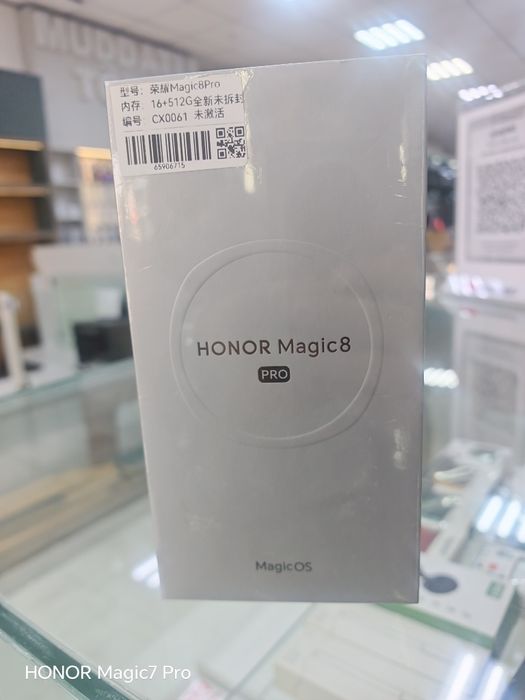 MUDDATLI
型号: 荣耀Magic8Pro
内存: 16+512G全新未拆封
编号: CX0061 未激活
65906715
HONOR Magic8
PRO
MagicOS
HONOR Magic7 Pro